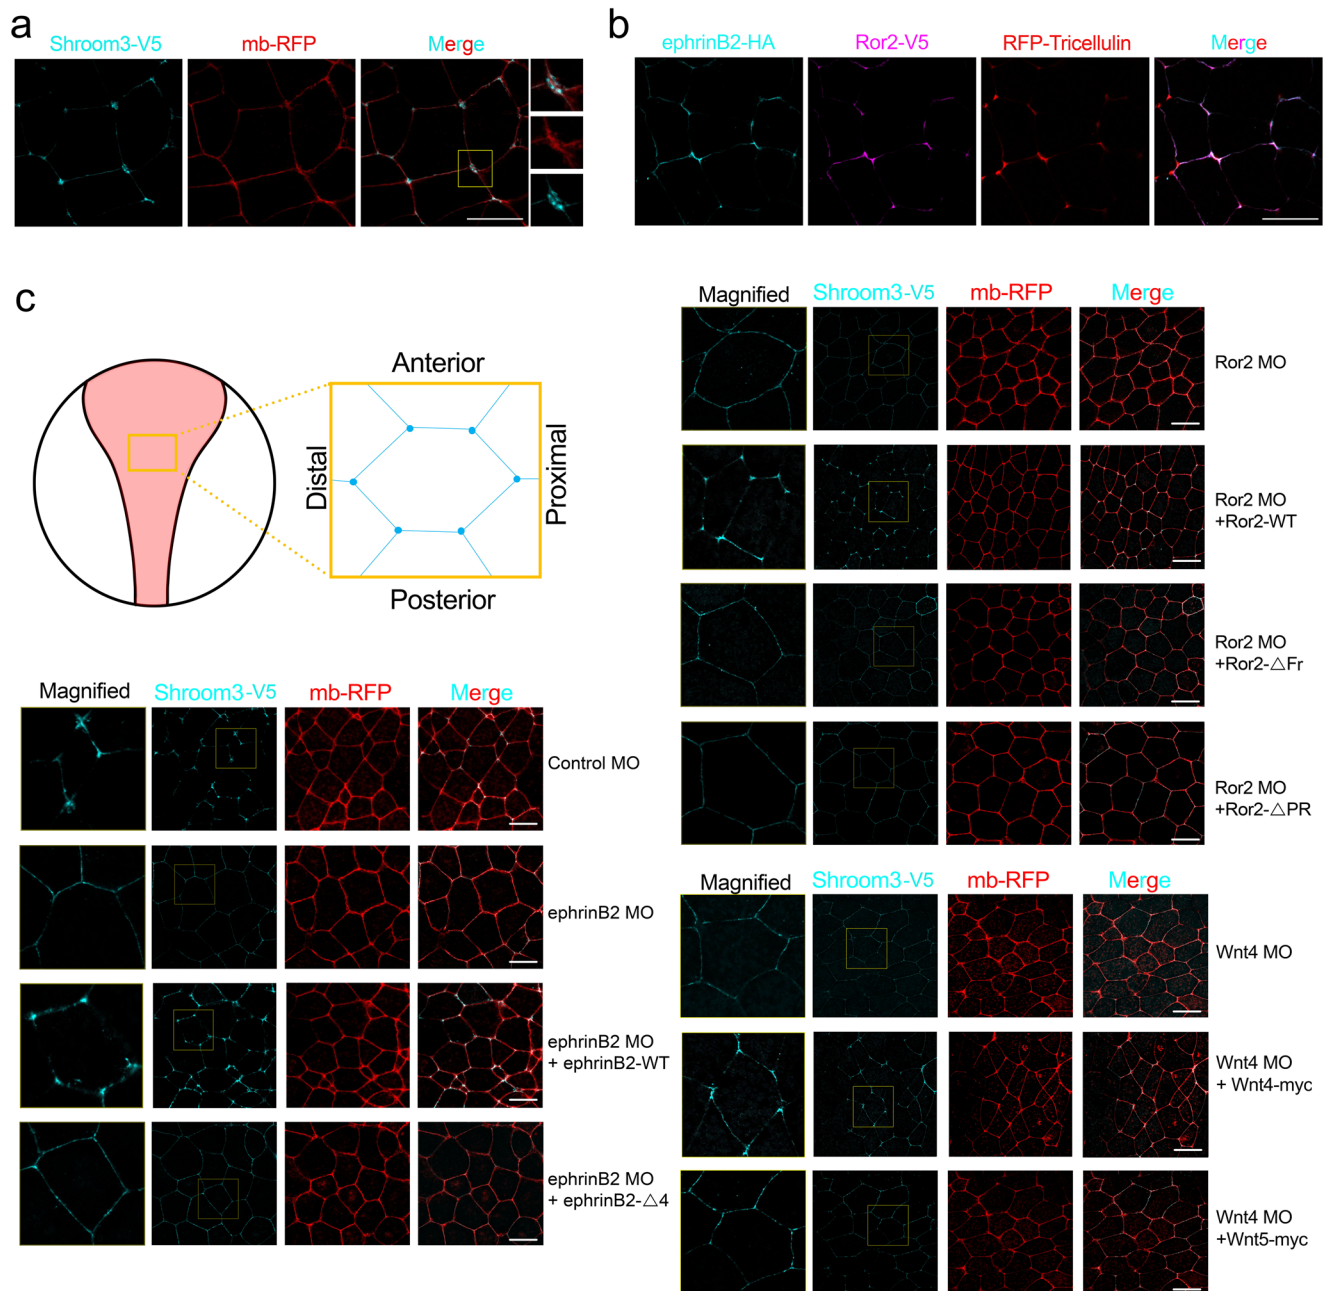 a
Shroom3-V5 mb-RFP Merge
b
ephrinB2-HA Ror2-V5 RFP-Tricellulin Merge
c
Anterior
Distal
Proximal
Posterior
Magnified Shroom3-V5 mb-RFP Merge
Control MO
ephrinB2 MO
ephrinB2 MO
+ ephrinB2-WT
ephrinB2 MO
+ ephrinB2-△4
Magnified Shroom3-V5 mb-RFP Merge
Ror2 MO
Ror2 MO
+Ror2-WT
Ror2 MO
+Ror2-△Fr
Ror2 MO
+Ror2-△PR
Magnified Shroom3-V5 mb-RFP Merge
Wnt4 MO
Wnt4 MO
+ Wnt4-myc
Wnt4 MO
+Wnt5-myc